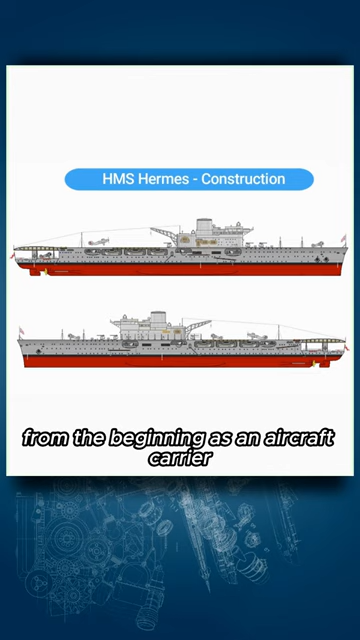 HMS Hermes - Construction
from the beginning as an aircraft
carrier